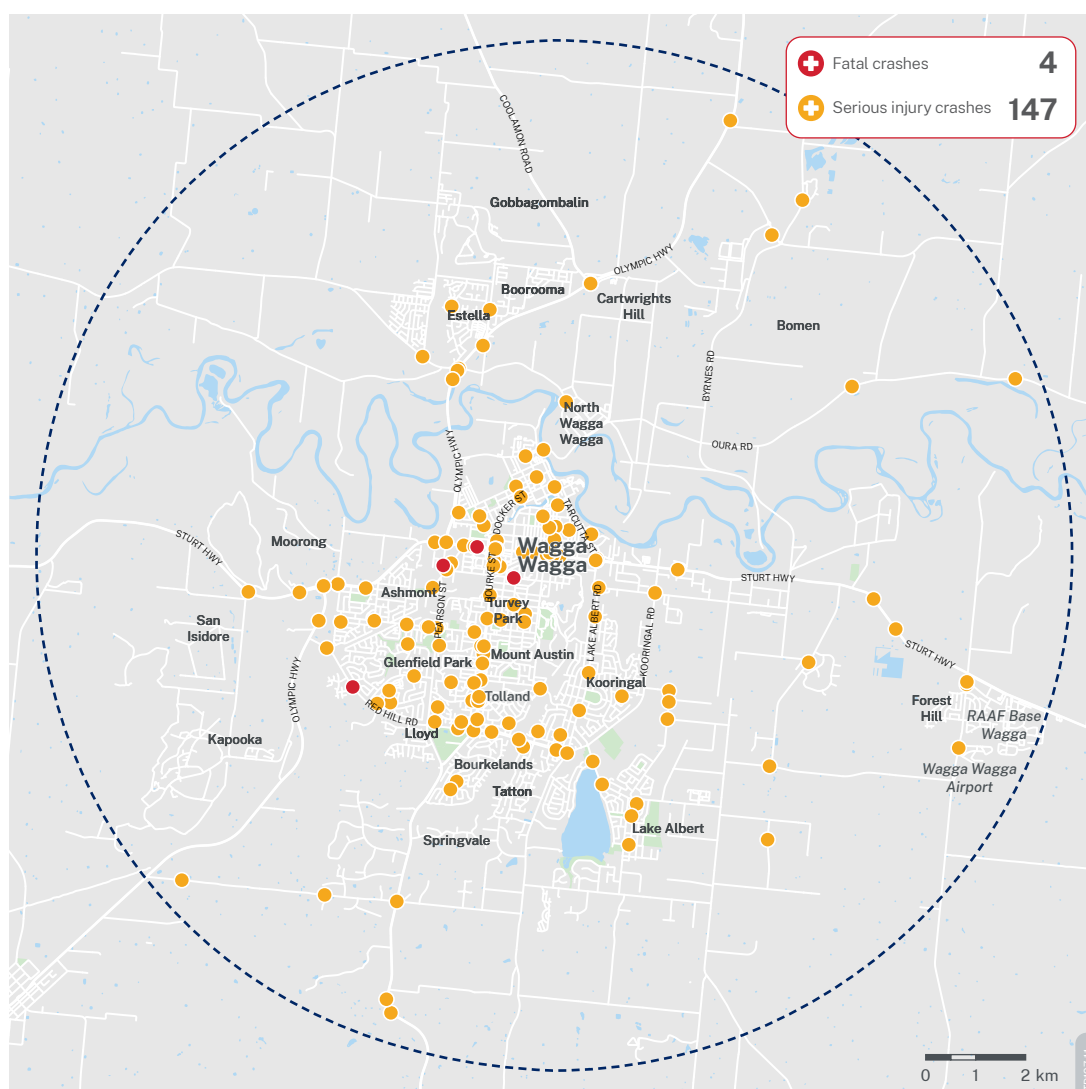 Fatal crashes 4
Serious injury crashes 147
COOLAMON ROAD
Gobbagombalin
OLYMPIC HWY
Boorooma
Cartwrights
Hill
Estella
Bomen
BYRNES RD
North
Wagga
Wagga
OLYMPIC HWY
OURA RD
DOCKER ST
TARCUTTA ST
STURT HWY
Moorong
Wagga
Wagga
BOURKE ST
STURT HWY
Ashmont
PEARSON ST
Turvey
Park
LAKE ALBERT RD
KOORINGAL RD
San
Isidore
Mount Austin
STURT HWY
Glenfield Park
Kooringal
OLYMPIC HWY
Tolland
RED HILL RD
Forest
Hill
RAAF Base
Wagga
Lloyd
Kapooka
Bourkelands
Wagga Wagga
Airport
Tatton
Lake Albert
Springvale
0 1 2 km